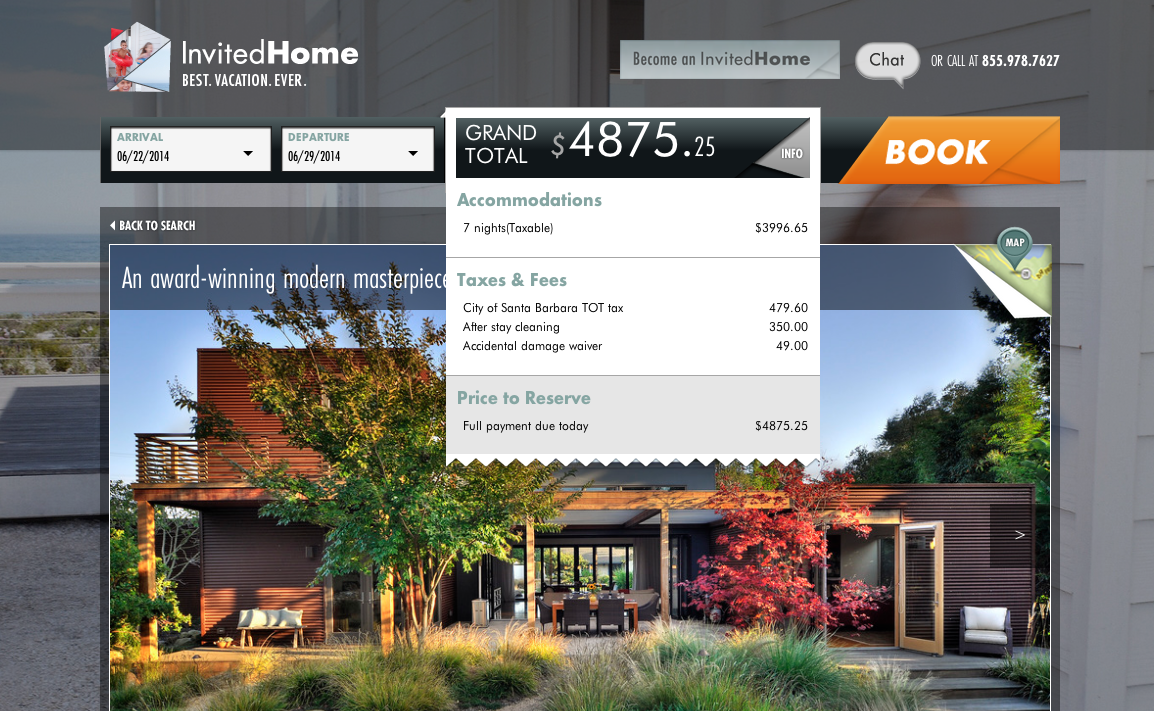 InvitedHome
BEST. VACATION. EVER.
Become an InvitedHome
Chat
OR CALL AT 855.978.7627
ARRIVAL
06/22/2014
DEPARTURE
06/29/2014
GRAND TOTAL $4875.25
INFO
BOOK
Accommodations
7 nights(Taxable) $3996.65
Taxes & Fees
City of Santa Barbara TOT tax 479.60
After stay cleaning 350.00
Accidental damage waiver 49.00
Price to Reserve
Full payment due today $4875.25
BACK TO SEARCH
MAP
An award-winning modern masterpiece
>